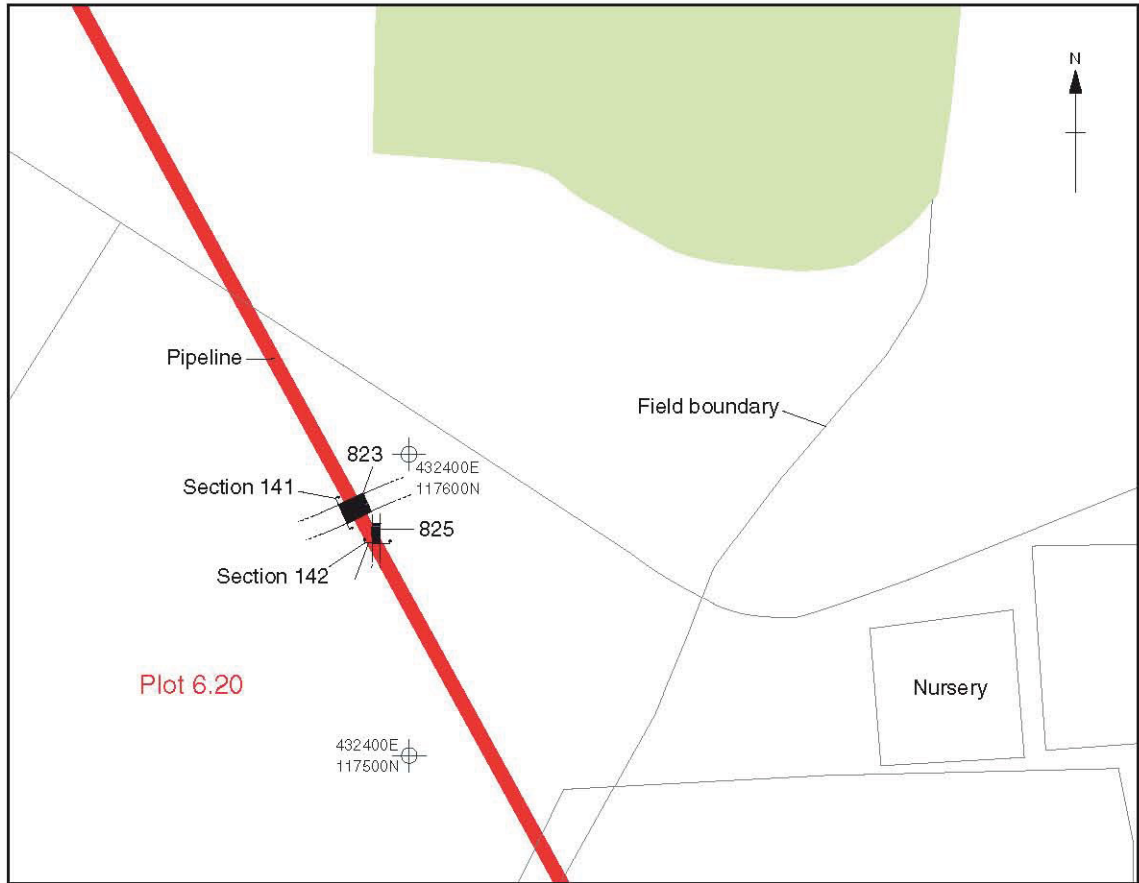 N
Pipeline
Field boundary
823
432400E
117600N
Section 141
825
Section 142
Plot 6.20
Nursery
432400E
117500N